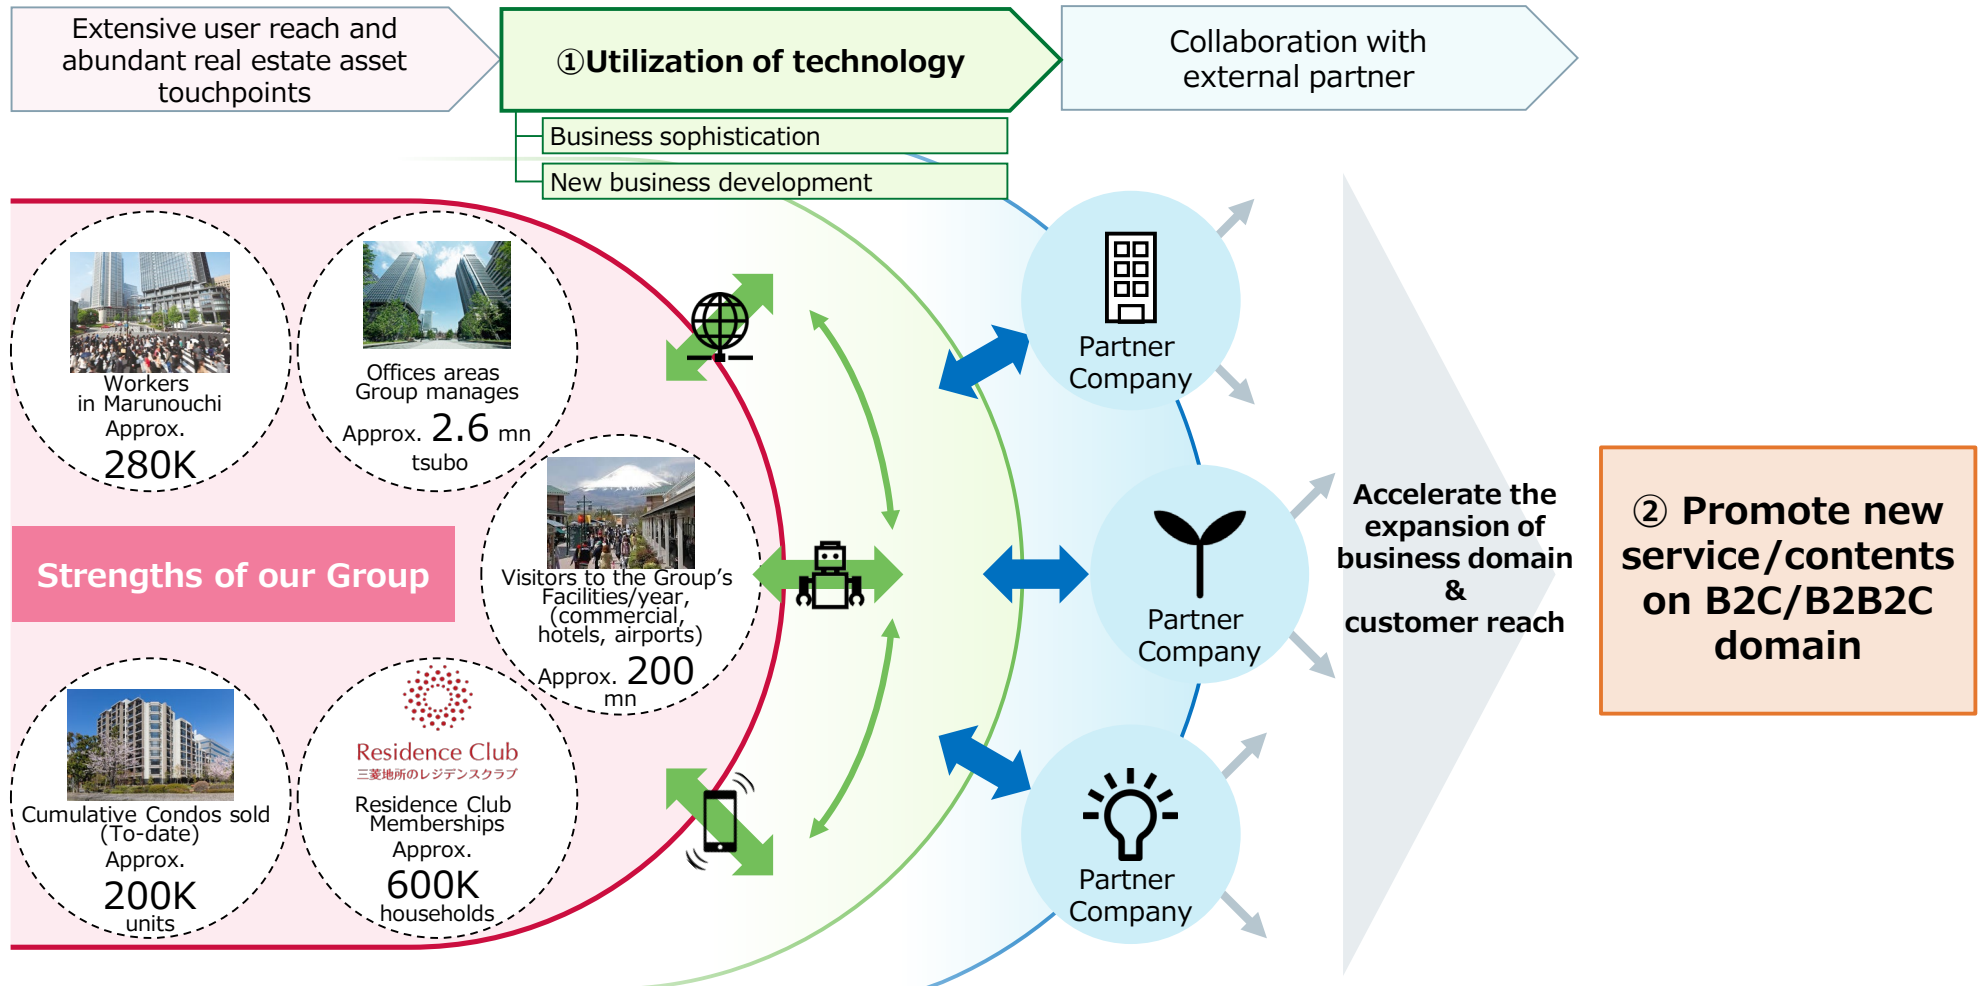 Extensive user reach and
abundant real estate asset
touchpoints
①Utilization of technology
Collaboration with
external partner
Business sophistication
New business development
Workers
in Marunouchi
Approx.
280K
Offices areas
Group manages
Approx. 2.6 mn
tsubo
Strengths of our Group
Visitors to the Group's
Facilities/year,
(commercial,
hotels, airports)
Approx. 200
mn
Cumulative Condos sold
(To-date)
Approx.
200K
units
Residence Club
三菱地所のレジデンスクラブ
Residence Club
Memberships
Approx.
600K
households
Partner
Company
Partner
Company
Partner
Company
Accelerate the
expansion of
business domain
&
customer reach
② Promote new
service/contents
on B2C/B2B2C
domain